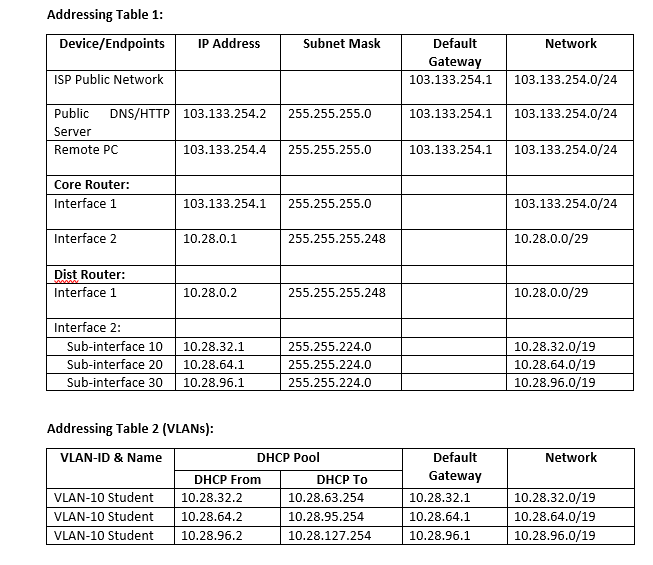 Addressing Table 1:
Device/Endpoints IP Address Subnet Mask Default Gateway Network
ISP Public Network 103.133.254.1 103.133.254.0/24
Public DNS/HTTP Server 103.133.254.2 255.255.255.0 103.133.254.1 103.133.254.0/24
Remote PC 103.133.254.4 255.255.255.0 103.133.254.1 103.133.254.0/24
Core Router:
Interface 1 103.133.254.1 255.255.255.0 103.133.254.0/24
Interface 2 10.28.0.1 255.255.255.248 10.28.0.0/29
Dist Router:
Interface 1 10.28.0.2 255.255.255.248 10.28.0.0/29
Interface 2:
Sub-interface 10 10.28.32.1 255.255.224.0 10.28.32.0/19
Sub-interface 20 10.28.64.1 255.255.224.0 10.28.64.0/19
Sub-interface 30 10.28.96.1 255.255.224.0 10.28.96.0/19
Addressing Table 2 (VLANs):
VLAN-ID & Name DHCP Pool Default Gateway Network
DHCP From DHCP To
VLAN-10 Student 10.28.32.2 10.28.63.254 10.28.32.1 10.28.32.0/19
VLAN-10 Student 10.28.64.2 10.28.95.254 10.28.64.1 10.28.64.0/19
VLAN-10 Student 10.28.96.2 10.28.127.254 10.28.96.1 10.28.96.0/19